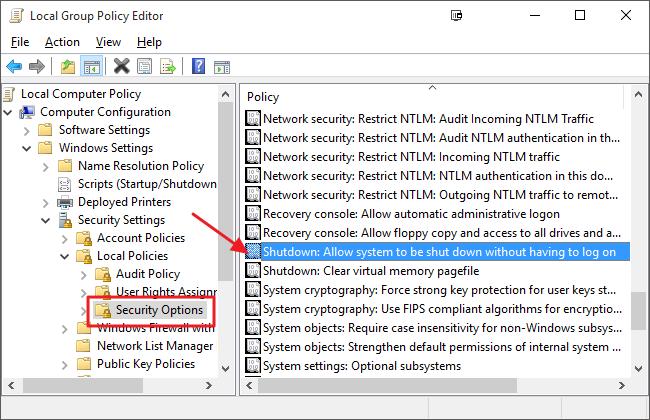 Local Group Policy Editor
File Action View Help
Local Computer Policy
Computer Configuration
Software Settings
Windows Settings
Name Resolution Policy
Scripts (Startup/Shutdown
Deployed Printers
Security Settings
Account Policies
Local Policies
Audit Policy
User Rights Assignr
Security Options
Windows Firewall with
Network List Manager
Public Key Policies
Policy
Network security: Restrict NTLM: Audit Incoming NTLM Traffic
Network security: Restrict NTLM: Audit NTLM authentication in th...
Network security: Restrict NTLM: Incoming NTLM traffic
Network security: Restrict NTLM: NTLM authentication in this do...
Network security: Restrict NTLM: Outgoing NTLM traffic to remot...
Recovery console: Allow automatic administrative logon
Recovery console: Allow floppy copy and access to all drives and a...
Shutdown: Allow system to be shut down without having to log on
Shutdown: Clear virtual memory pagefile
System cryptography: Force strong key protection for user keys st...
System cryptography: Use FIPS compliant algorithms for encryptio...
System objects: Require case insensitivity for non-Windows subsys...
System objects: Strengthen default permissions of internal system ...
System settings: Optional subsystems